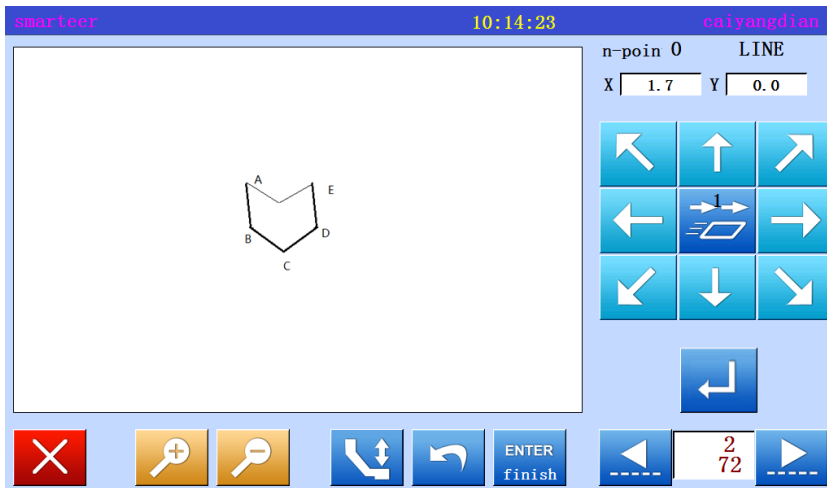 smarteer 10:14:23 caiyangdian
n-poin 0 LINE
X 1.7 Y 0.0
A
E
1
B
D
C
ENTER
finish
2
72